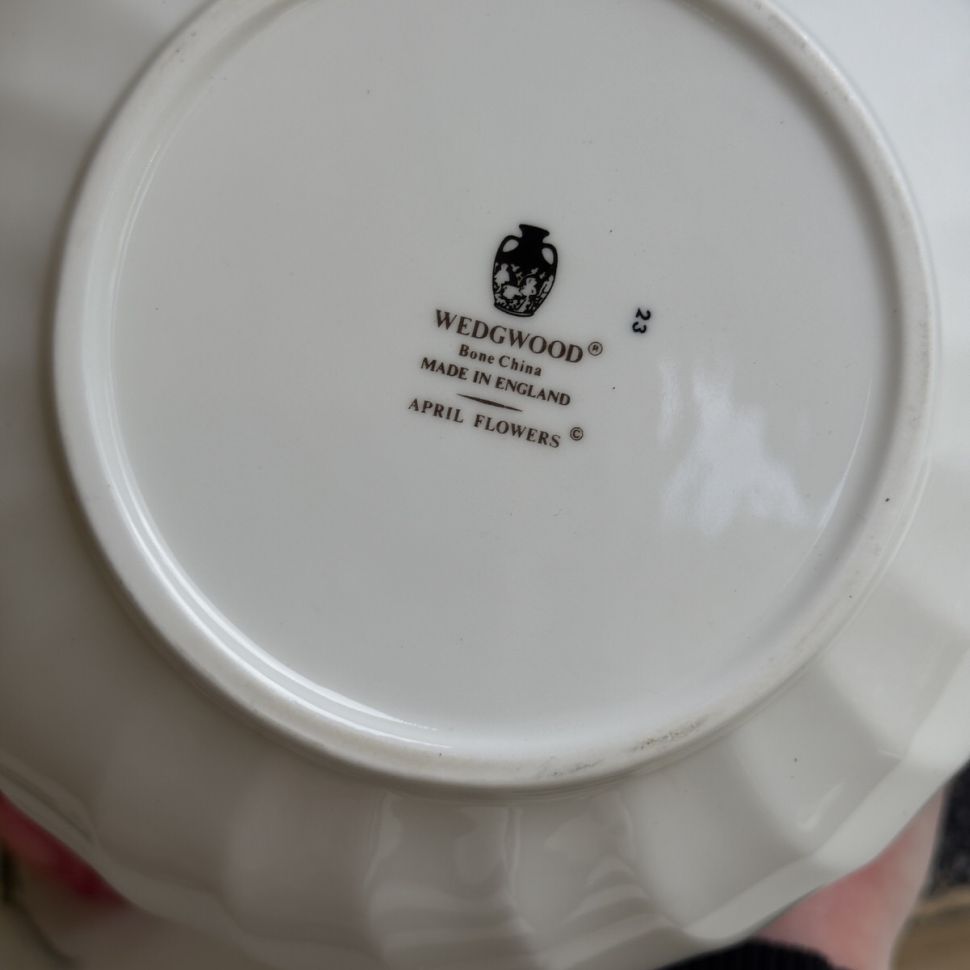 WEDGWOOD®
Bone China
MADE IN ENGLAND
APRIL FLOWERS ©
23